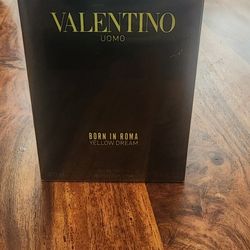 VALENTINO
UOMO
BORN IN ROMA
YELLOW DREAM